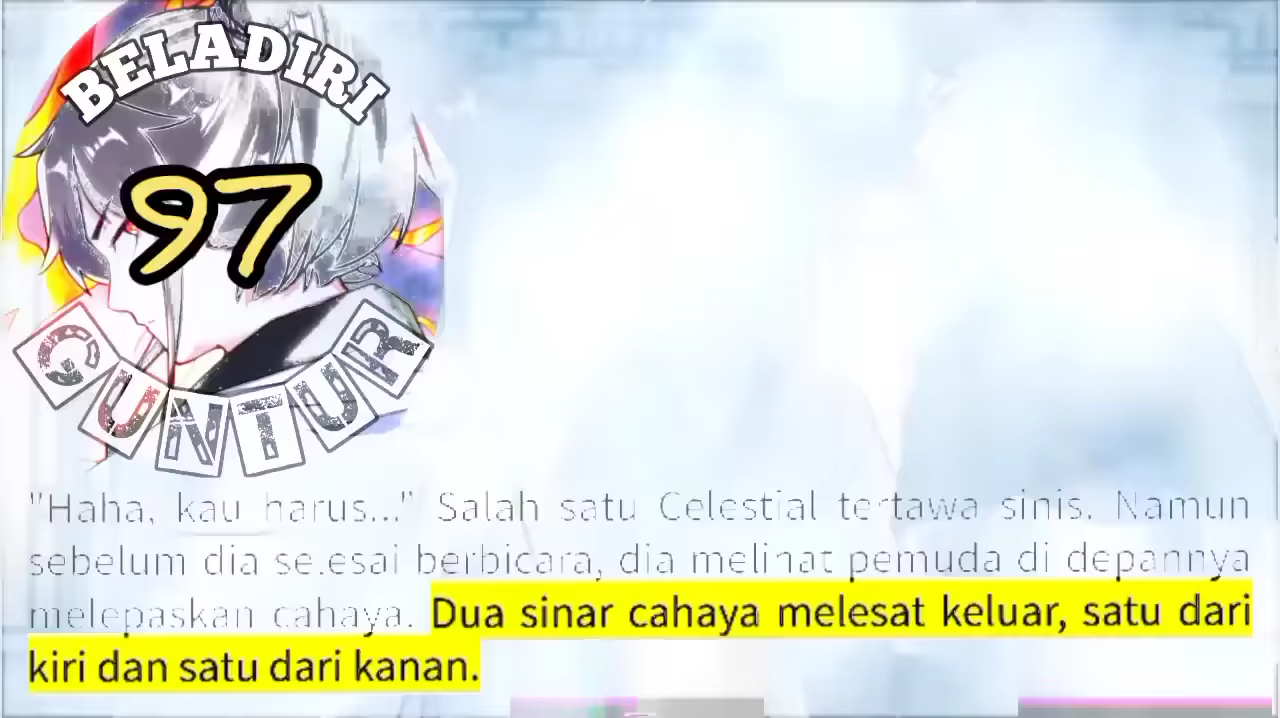 BELADIRI
97
GUNTUR
"Haha, kau harus..." Salah satu Celestial tertawa sinis. Namun
sebelum dia selesai berbicara, dia melihat pemuda di depannya
melepaskan cahaya. Dua sinar cahaya melesat keluar, satu dari
kiri dan satu dari kanan.